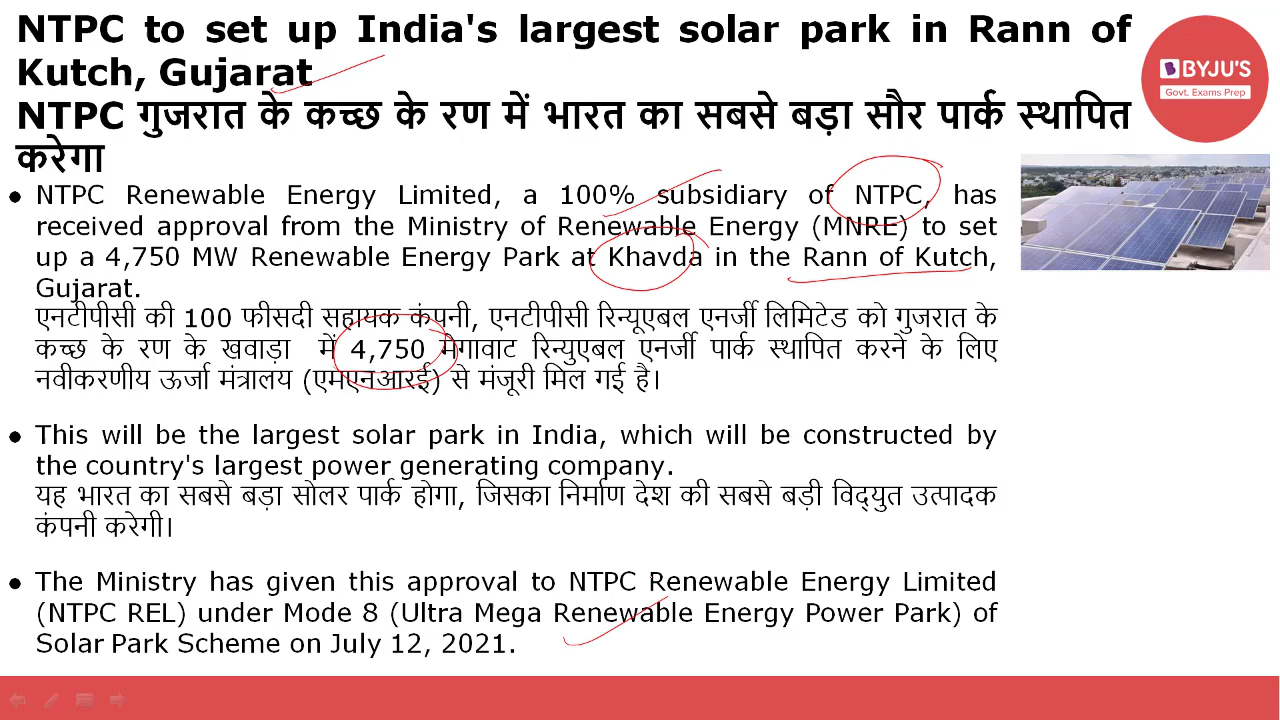 NTPC to set up India's largest solar park in Rann of
Kutch, Gujarat
NTPC गुजरात के कच्छ के रण में भारत का सबसे बड़ा सौर पार्क स्थापित
करेगा
BYJU'S
Govt. Exams Prep
• NTPC Renewable Energy Limited, a 100% subsidiary of NTPC, has
received approval from the Ministry of Renewable Energy (MNRE) to set
up a 4,750 MW Renewable Energy Park at Khavda in the Rann of Kutch,
Gujarat.
एनटीपीसी की 100 फीसदी सहायक कंपनी, एनटीपीसी रिन्यूएबल एनर्जी लिमिटेड को गुजरात के
कच्छ के रण के खवाड़ा में 4,750 मेगावाट रिन्युएबल एनर्जी पार्क स्थापित करने के लिए
नवीकरणीय ऊर्जा मंत्रालय (एमएनआरई) से मंजूरी मिल गई है।
• This will be the largest solar park in India, which will be constructed by
the country's largest power generating company.
यह भारत का सबसे बड़ा सोलर पार्क होगा, जिसका निर्माण देश की सबसे बड़ी विद्युत उत्पादक
कंपनी करेगी।
• The Ministry has given this approval to NTPC Renewable Energy Limited
(NTPC REL) under Mode 8 (Ultra Mega Renewable Energy Power Park) of
Solar Park Scheme on July 12, 2021.